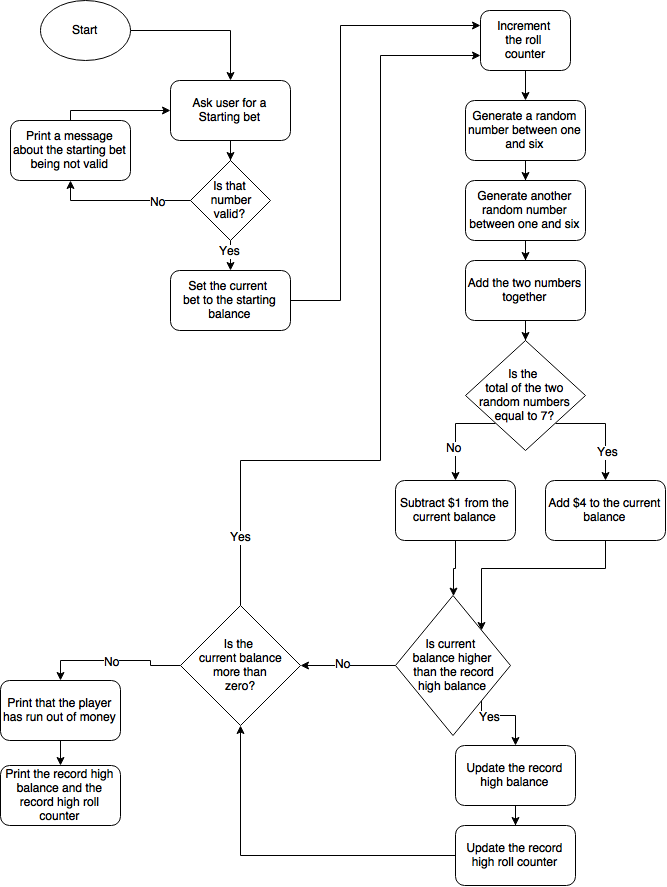 Start
Ask user for a
Starting bet
Print a message
about the starting bet
being not valid
Is that
number
valid?
No
Yes
Set the current
bet to the starting
balance
Increment
the roll
counter
Generate a random
number between one
and six
Generate another
random number
between one and six
Add the two numbers
together
Is the
total of the two
random numbers
equal to 7?
No
Yes
Subtract $1 from the
current balance
Add $4 to the current
balance
Is current
balance higher
than the record
high balance
No
Yes
Update the record
high balance
Update the record
high roll counter
Is the
current balance
more than
zero?
Yes
No
Print that the player
has run out of money
Print the record high
balance and the
record high roll
counter